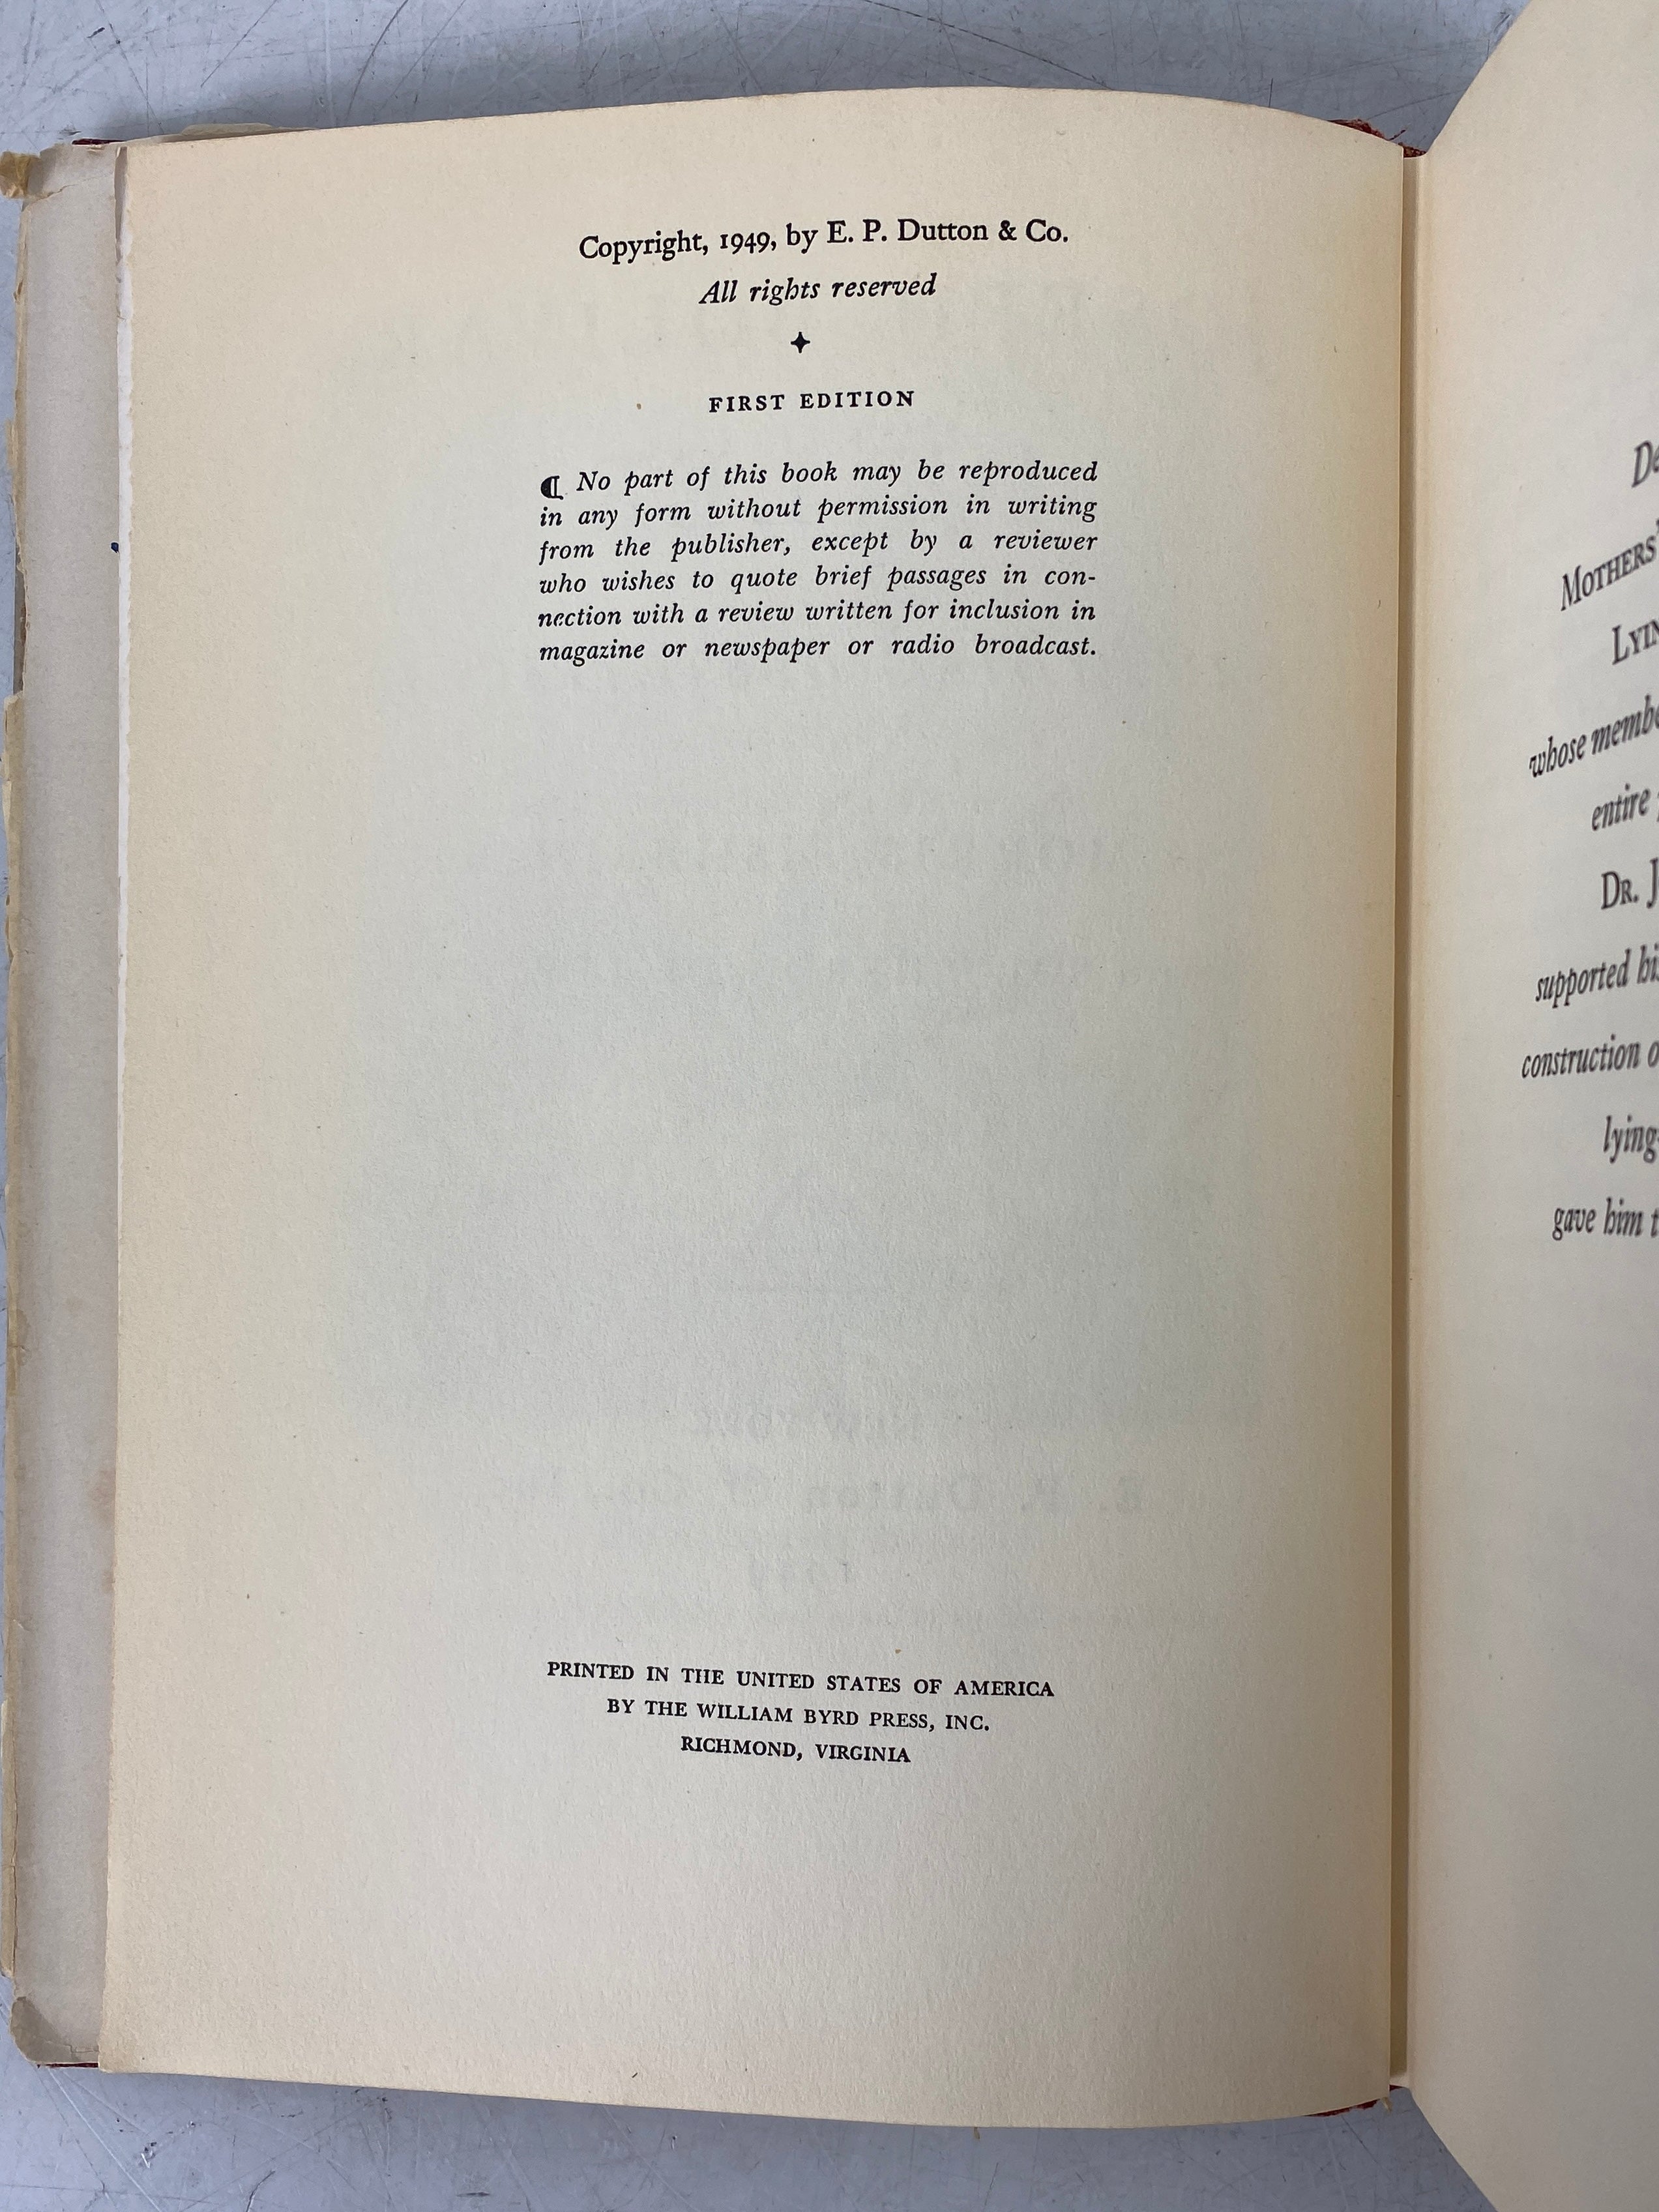 Copyright, 1949, by E. P. Dutton & Co.
All rights reserved
FIRST EDITION
¶ No part of this book may be reproduced
in any form without permission in writing
from the publisher, except by a reviewer
who wishes to quote brief passages in con-
nection with a review written for inclusion in
magazine or newspaper or radio broadcast.
PRINTED IN THE UNITED STATES OF AMERICA
BY THE WILLIAM BYRD PRESS, INC.
RICHMOND, VIRGINIA
MOTHERS'
whose
entire
DR. J
supported
construction
lying-
gave him